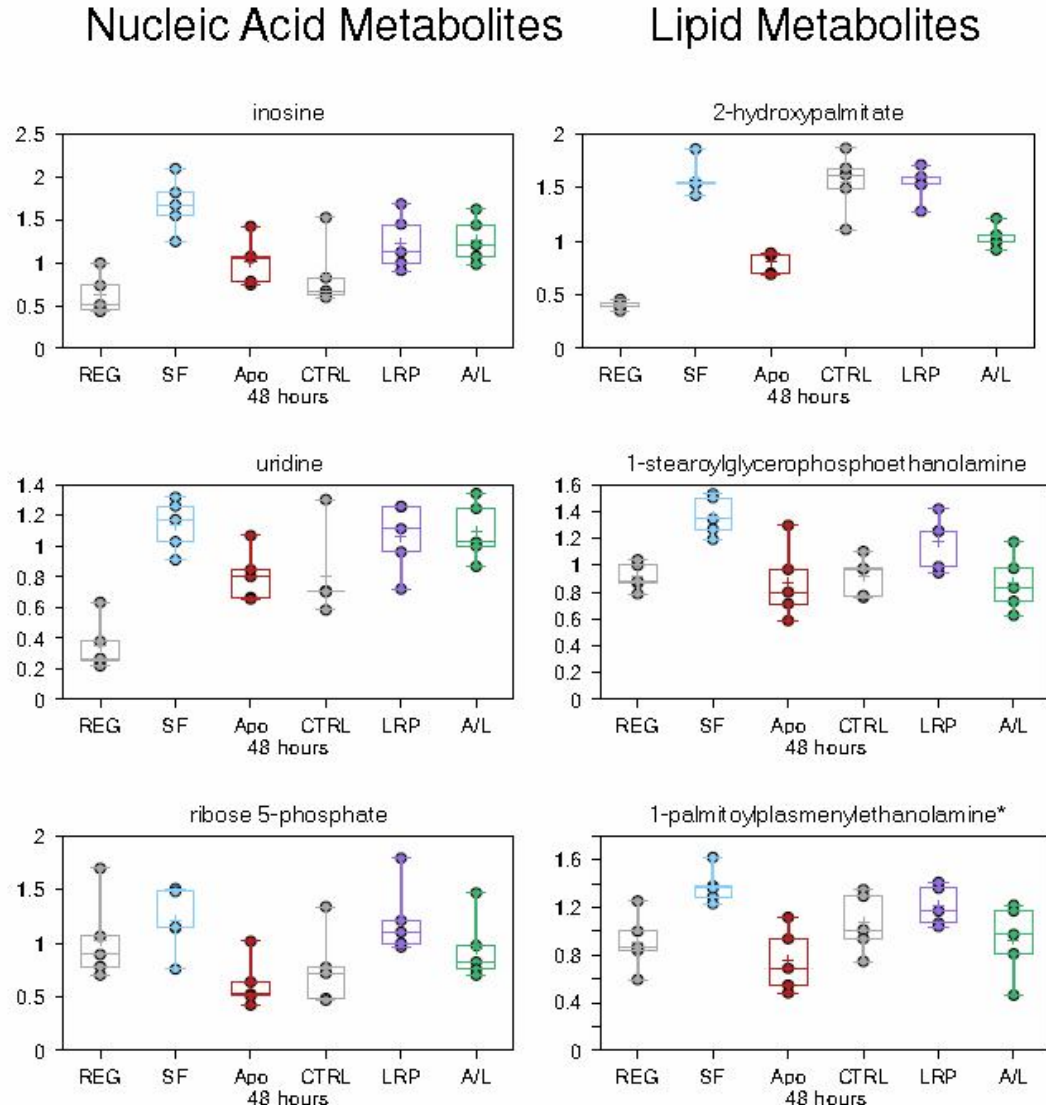 Nucleic Acid Metabolites Lipid Metabolites
inosine
2.5
2
1.5
1
0.5
0
REG SF Apo CTRL LRP A/L
48 hours
2-hydroxypalmitate
2
1.5
1
0.5
0
REG SF Apo CTRL LRP A/L
48 hours
uridine
1.4
1.2
1
0.8
0.6
0.4
0.2
0
REG SF Apo CTRL LRP A/L
48 hours
1-stearoylglycerophosphoethanolamine
1.6
1.4
1.2
1
0.8
0.6
0.4
0.2
0
REG SF Apo CTRL LRP A/L
48 hours
ribose 5-phosphate
2
1.5
1
0.5
0
REG SF Apo CTRL LRP A/L
48 hours
1-palmitoylplasmenylethanolamine*
1.6
1.2
0.8
0.4
0
REG SF Apo CTRL LRP A/L
48 hours